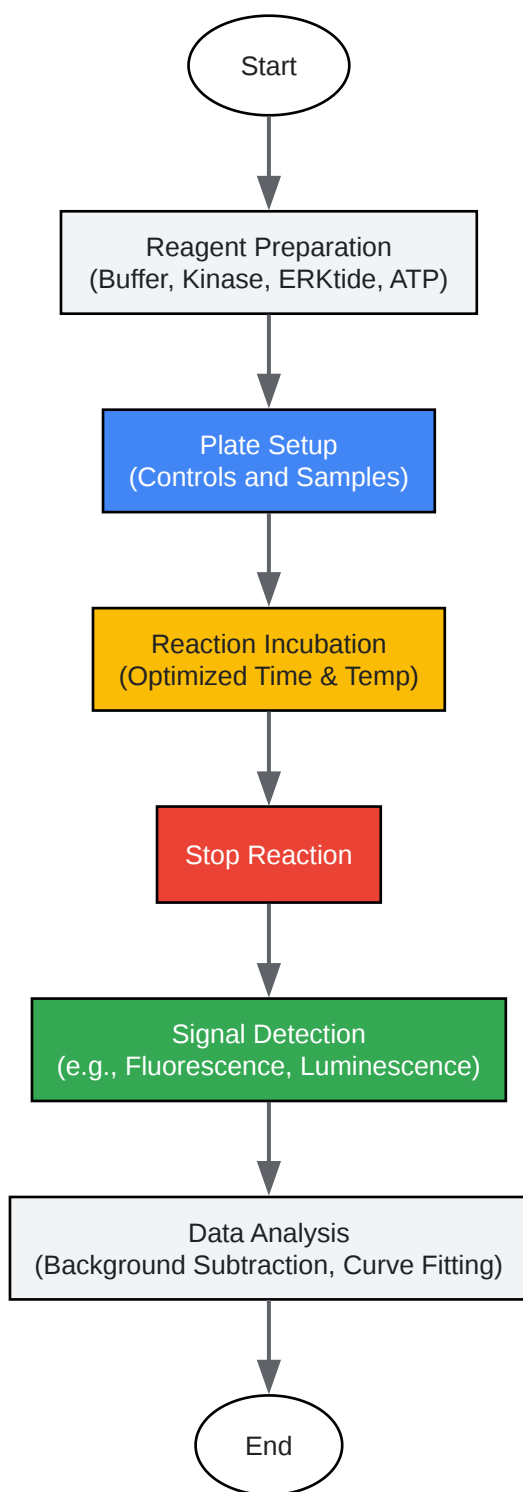 Start
Reagent Preparation
(Buffer, Kinase, ERKtide, ATP)
Plate Setup
(Controls and Samples)
Reaction Incubation
(Optimized Time & Temp)
Stop Reaction
Signal Detection
(e.g., Fluorescence, Luminescence)
Data Analysis
(Background Subtraction, Curve Fitting)
End